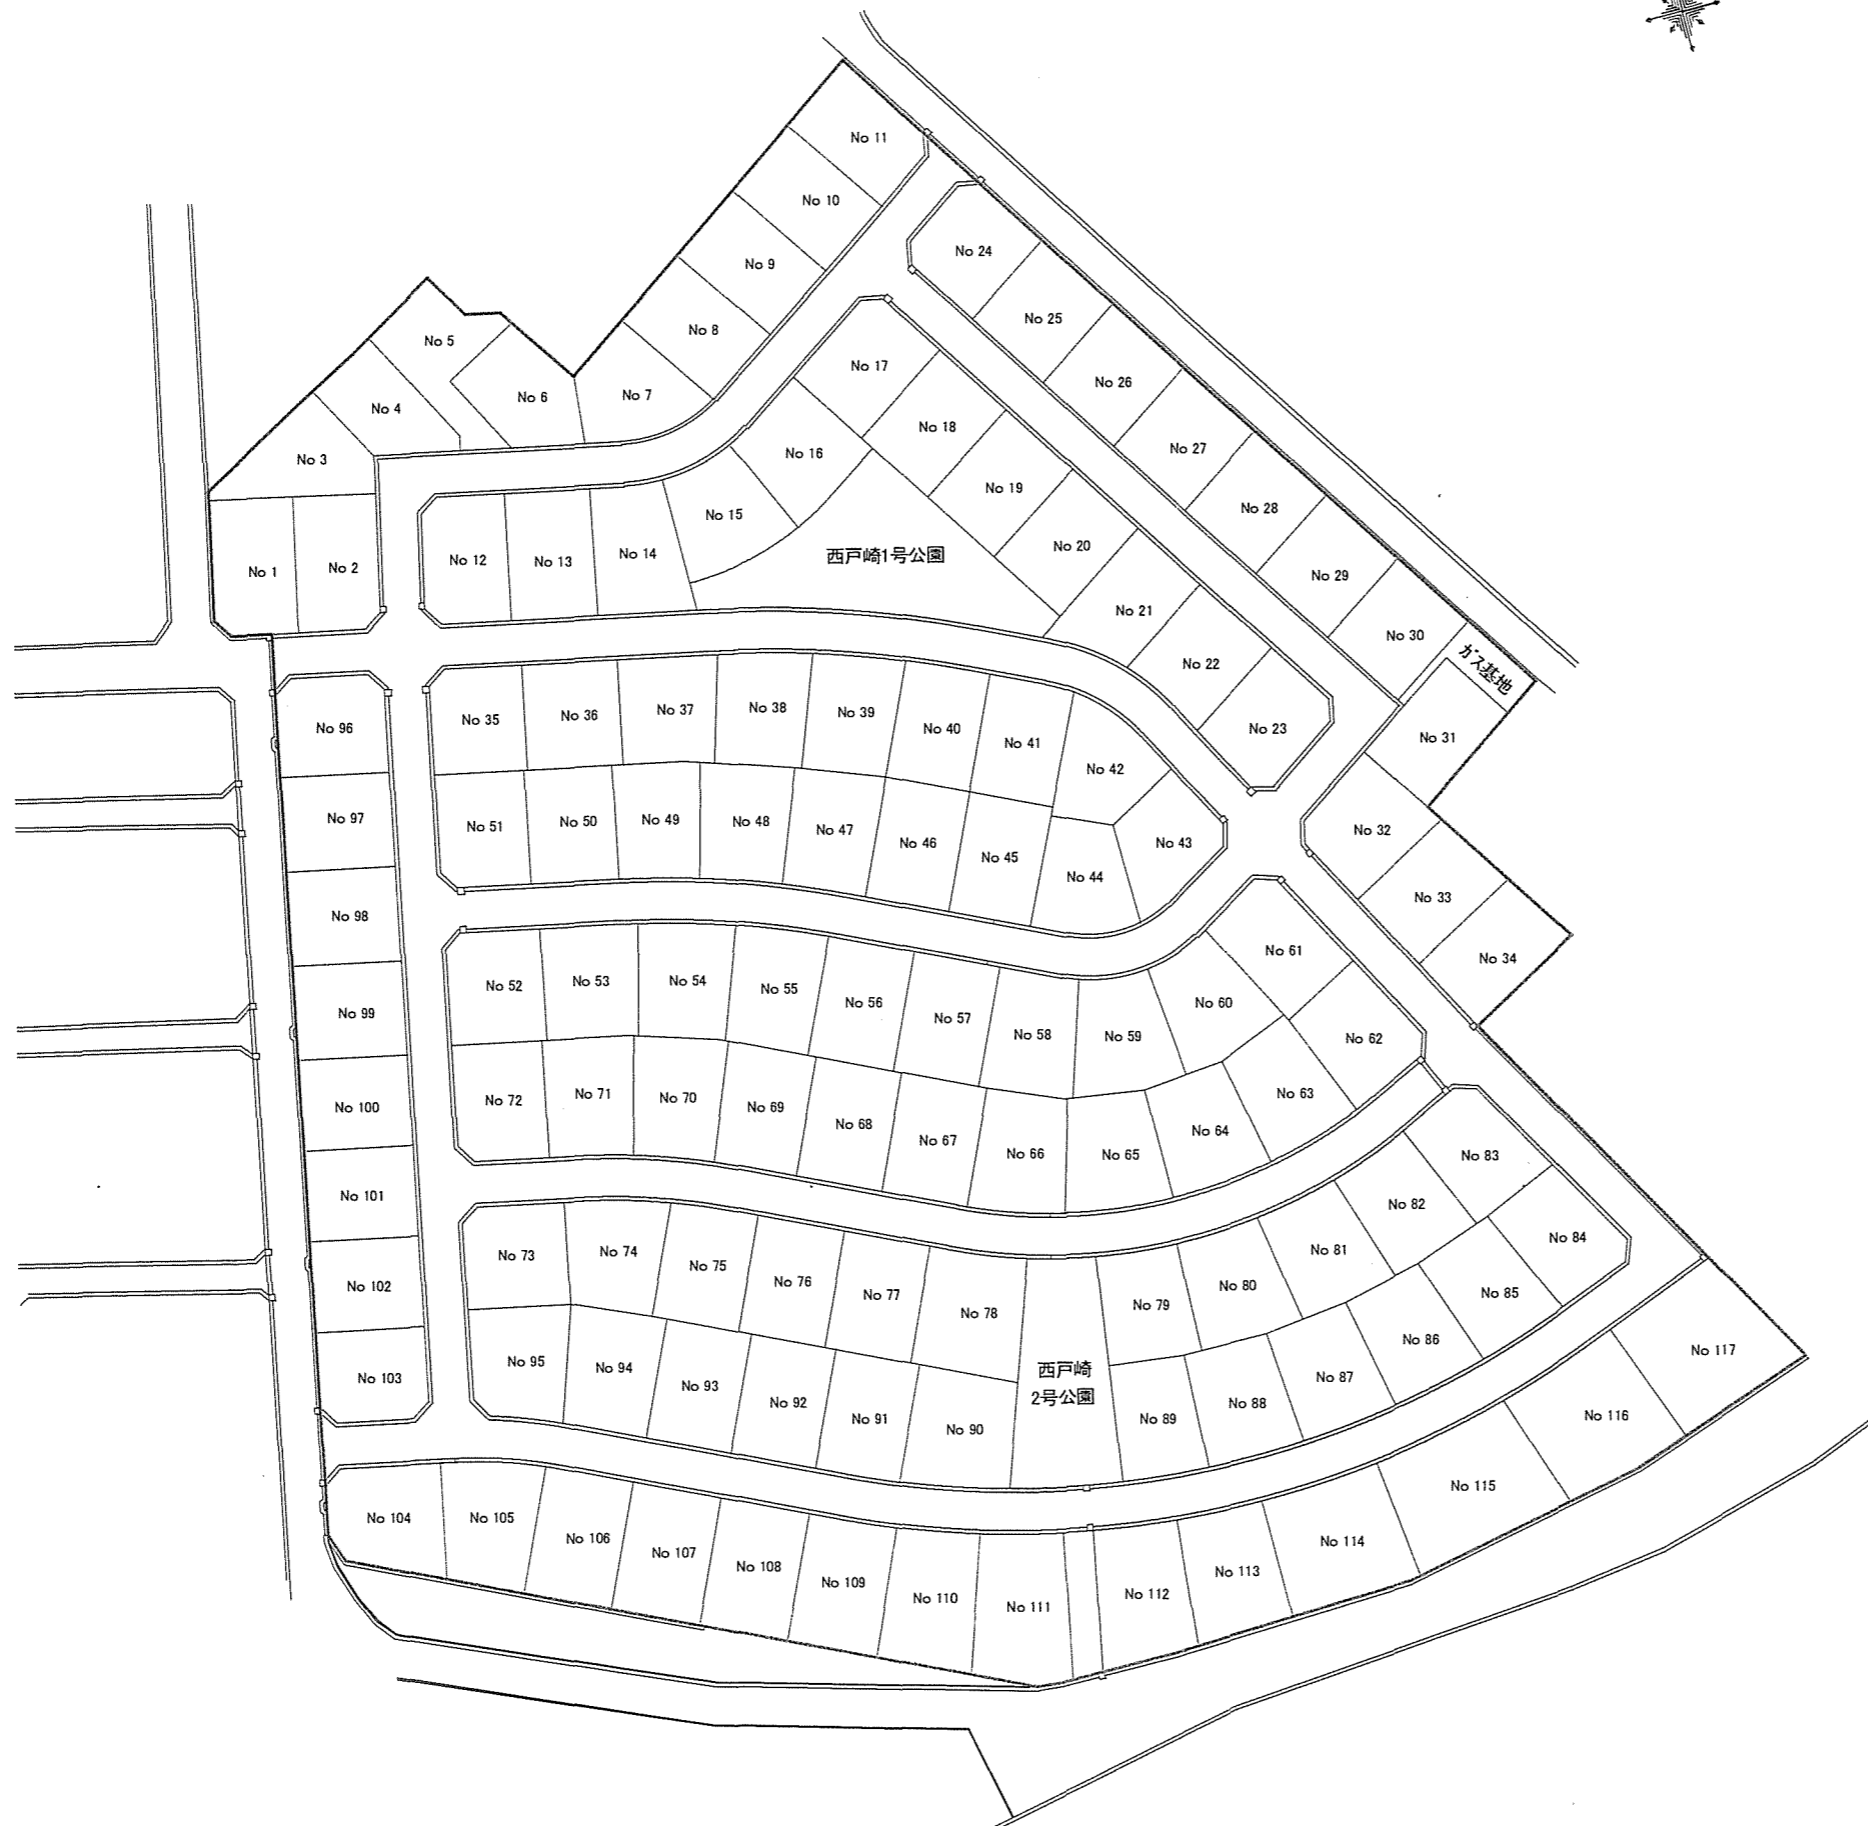 No 11
No 10
No 9
No 8
No 7
No 6
No 5
No 4
No 3
No 1
No 2
No 24
No 25
No 26
No 27
No 28
No 29
No 30
ガス基地
No 31
No 32
No 33
No 34
No 12
No 13
No 14
No 15
No 16
No 17
No 18
No 19
No 20
No 21
No 22
No 23
西戸崎1号公園
No 35
No 36
No 37
No 38
No 39
No 40
No 41
No 42
No 43
No 44
No 45
No 46
No 47
No 48
No 49
No 50
No 51
No 52
No 53
No 54
No 55
No 56
No 57
No 58
No 59
No 60
No 61
No 62
No 63
No 64
No 65
No 66
No 67
No 68
No 69
No 70
No 71
No 72
No 73
No 74
No 75
No 76
No 77
No 78
西戸崎
2号公園
No 79
No 80
No 81
No 82
No 83
No 84
No 85
No 86
No 87
No 88
No 89
No 90
No 91
No 92
No 93
No 94
No 95
No 96
No 97
No 98
No 99
No 100
No 101
No 102
No 103
No 104
No 105
No 106
No 107
No 108
No 109
No 110
No 111
No 112
No 113
No 114
No 115
No 116
No 117